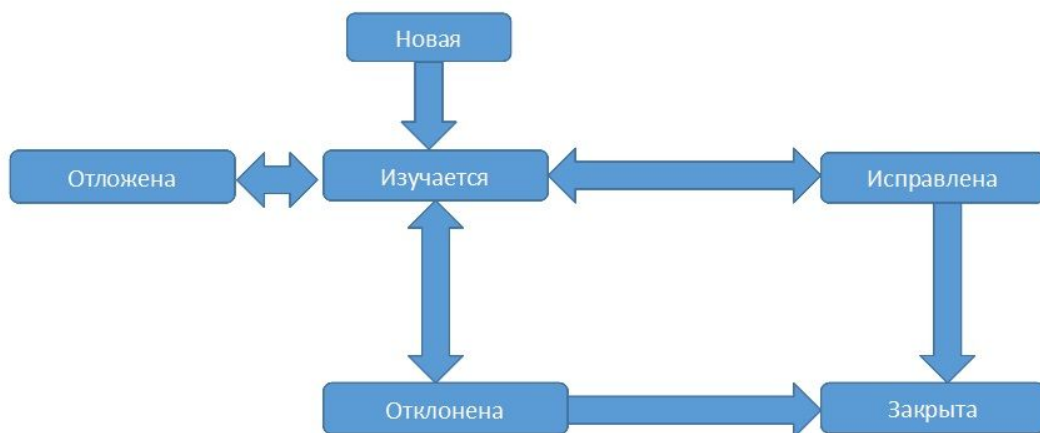 Новая
Отложена
Изучается
Исправлена
Отклонена
Закрыта